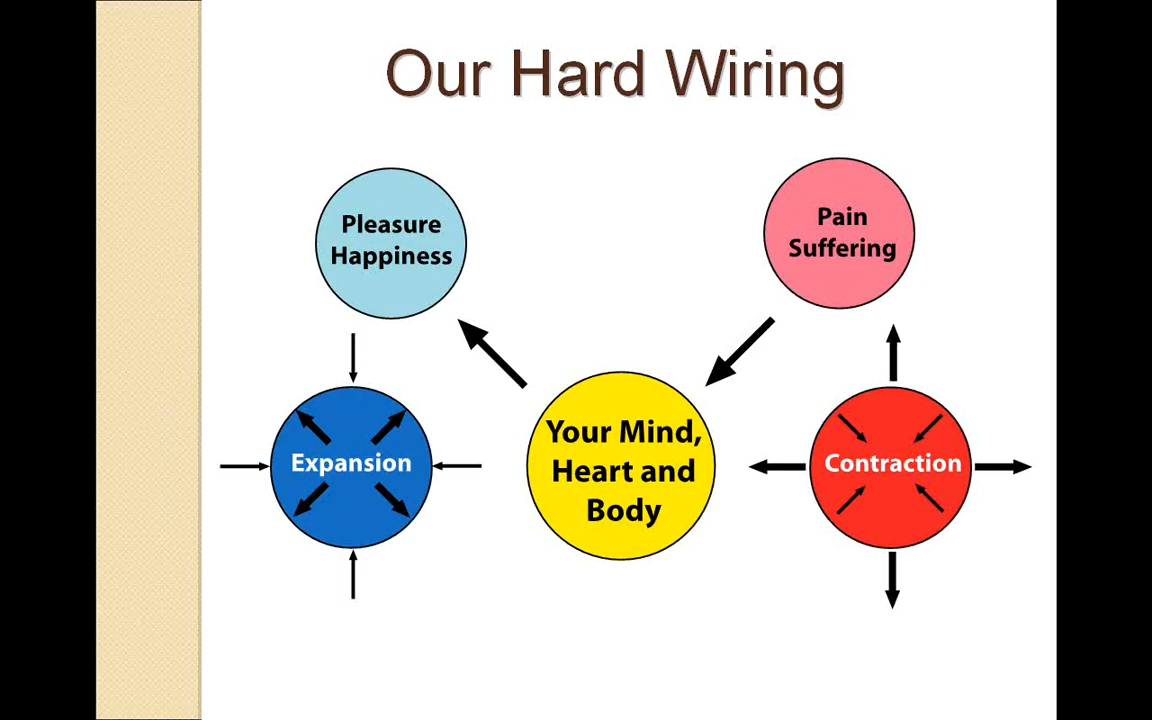 Our Hard Wiring
Pleasure
Happiness
Pain
Suffering
Expansion
Your Mind,
Heart and
Body
Contraction